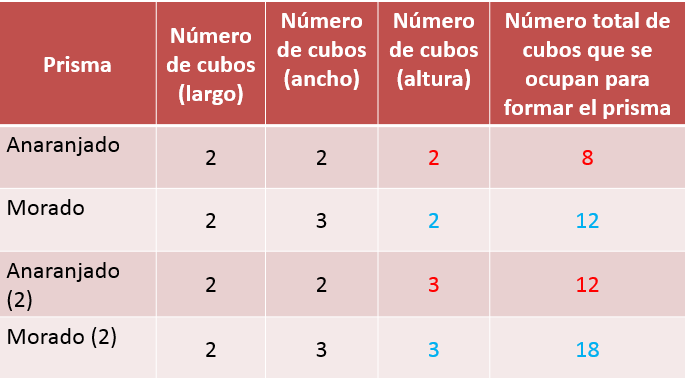 Prisma
Número
de cubos
(largo)
Número
de cubos
(ancho)
Número
de cubos
(altura)
Número total de
cubos que se
ocupan para
formar el prisma
Anaranjado 2 2 2 8
Morado 2 3 2 12
Anaranjado
(2) 2 2 3 12
Morado (2) 2 3 3 18